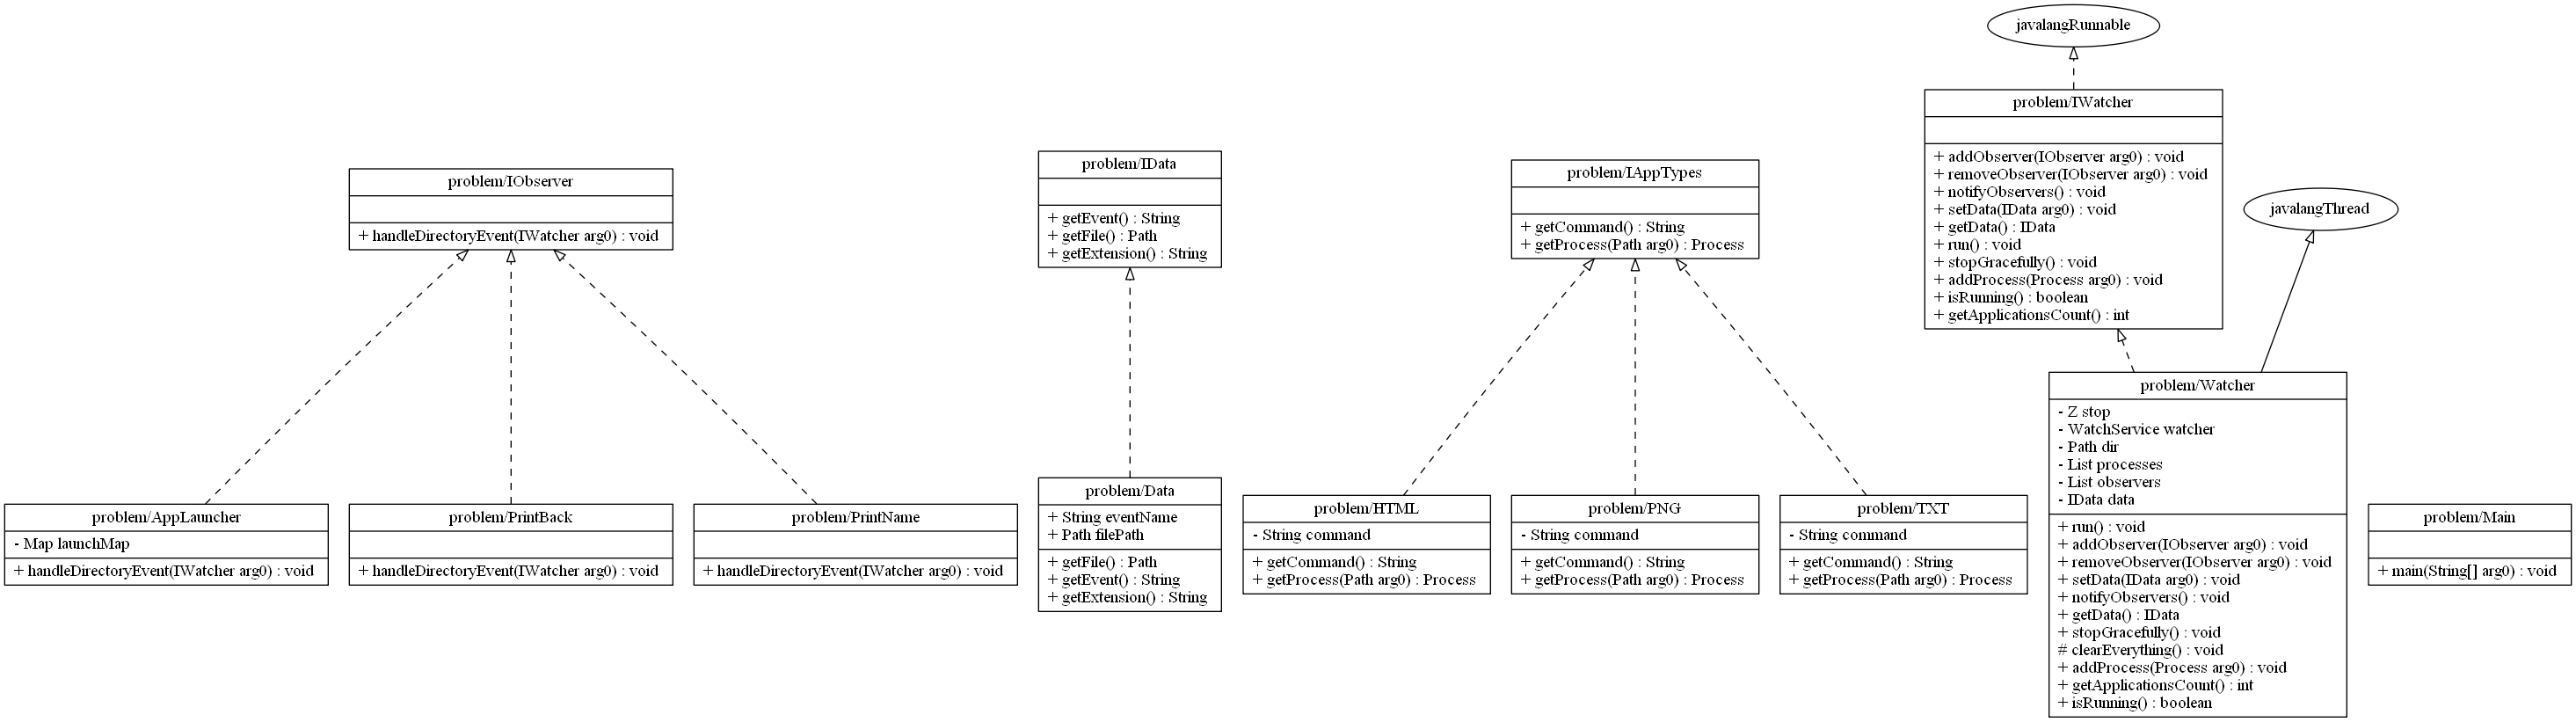 javalangRunnable
problem/IWatcher
+ addObserver(IObserver arg0) : void
+ removeObserver(IObserver arg0) : void
+ notifyObservers() : void
+ setData(IData arg0) : void
+ getData() : IData
+ run() : void
+ stopGracefully() : void
+ addProcess(Process arg0) : void
+ isRunning() : boolean
+ getApplicationsCount() : int
problem/IObserver
+ handleDirectoryEvent(IWatcher arg0) : void
problem/IData
+ getEvent() : String
+ getFile() : Path
+ getExtension() : String
problem/IAppTypes
+ getCommand() : String
+ getProcess(Path arg0) : Process
javalangThread
problem/AppLauncher
- Map launchMap
+ handleDirectoryEvent(IWatcher arg0) : void
problem/PrintBack
+ handleDirectoryEvent(IWatcher arg0) : void
problem/PrintName
+ handleDirectoryEvent(IWatcher arg0) : void
problem/Data
+ String eventName
+ Path filePath
+ getFile() : Path
+ getEvent() : String
+ getExtension() : String
problem/HTML
- String command
+ getCommand() : String
+ getProcess(Path arg0) : Process
problem/PNG
- String command
+ getCommand() : String
+ getProcess(Path arg0) : Process
problem/TXT
- String command
+ getCommand() : String
+ getProcess(Path arg0) : Process
problem/Watcher
- Z stop
- WatchService watcher
- Path dir
- List processes
- List observers
- IData data
+ run() : void
+ addObserver(IObserver arg0) : void
+ removeObserver(IObserver arg0) : void
+ setData(IData arg0) : void
+ notifyObservers() : void
+ getData() : IData
+ stopGracefully() : void
# clearEverything() : void
+ addProcess(Process arg0) : void
+ getApplicationsCount() : int
+ isRunning() : boolean
problem/Main
+ main(String[] arg0) : void